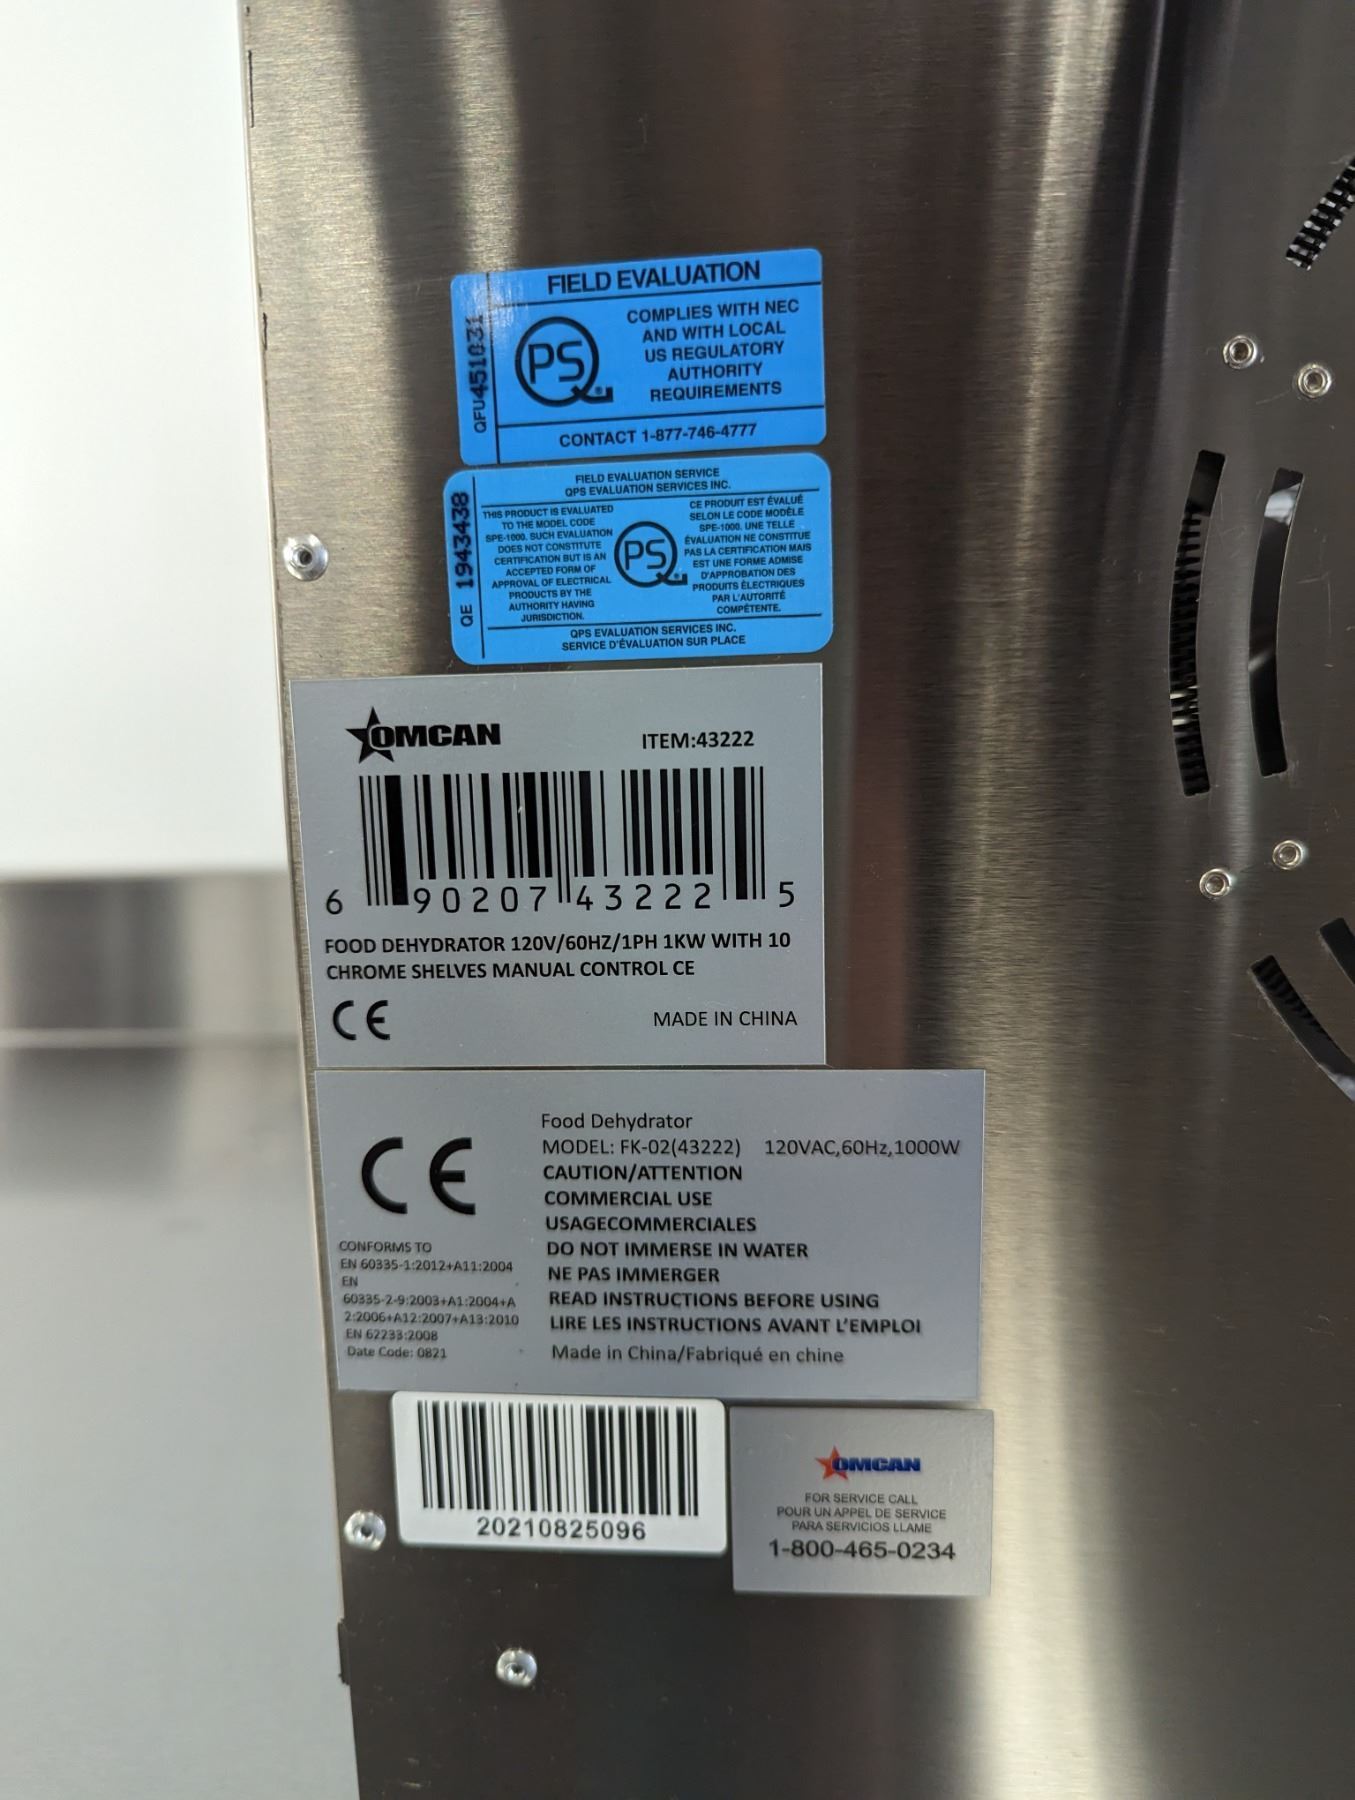 FIELD EVALUATION
QFU451031
PS
COMPLIES WITH NEC
AND WITH LOCAL
US REGULATORY
AUTHORITY
REQUIREMENTS
CONTACT 1-877-746-4777
QE 1943438
FIELD EVALUATION SERVICE
QPS EVALUATION SERVICES INC.
THIS PRODUCT IS EVALUATED
TO THE MODEL CODE
SPE-1000. SUCH EVALUATION
DOES NOT CONSTITUTE
CERTIFICATION BUT IS AN
ACCEPTED FORM OF
APPROVAL OF ELECTRICAL
PRODUCTS BY THE
AUTHORITY HAVING
JURISDICTION.
PS
CE PRODUIT EST ÉVALUÉ
SELON LE CODE MODÈLE
SPE-1000. UNE TELLE
ÉVALUATION NE CONSTITUE
PAS LA CERTIFICATION MAIS
EST UNE FORME ADMISE
D'APPROBATION DES
PRODUITS ÉLECTRIQUES
PAR L'AUTORITÉ
COMPÉTENTE.
QPS EVALUATION SERVICES INC.
SERVICE D'ÉVALUATION SUR PLACE
OMCAN
ITEM:43222
6 90207 43222 5
FOOD DEHYDRATOR 120V/60HZ/1PH 1KW WITH 10
CHROME SHELVES MANUAL CONTROL CE
CE
MADE IN CHINA
CE
CONFORMS TO
EN 60335-1:2012+A11:2004
EN
60335-2-9:2003+A1:2004+A
2:2006+A12:2007+A13:2010
EN 62233:2008
Date Code: 0821
Food Dehydrator
MODEL: FK-02(43222) 120VAC,60Hz,1000W
CAUTION/ATTENTION
COMMERCIAL USE
USAGECOMMERCIALES
DO NOT IMMERSE IN WATER
NE PAS IMMERGER
READ INSTRUCTIONS BEFORE USING
LIRE LES INSTRUCTIONS AVANT L'EMPLOI
Made in China/Fabriqué en chine
20210825096
OMCAN
FOR SERVICE CALL
POUR UN APPEL DE SERVICE
PARA SERVICIOS LLAME
1-800-465-0234